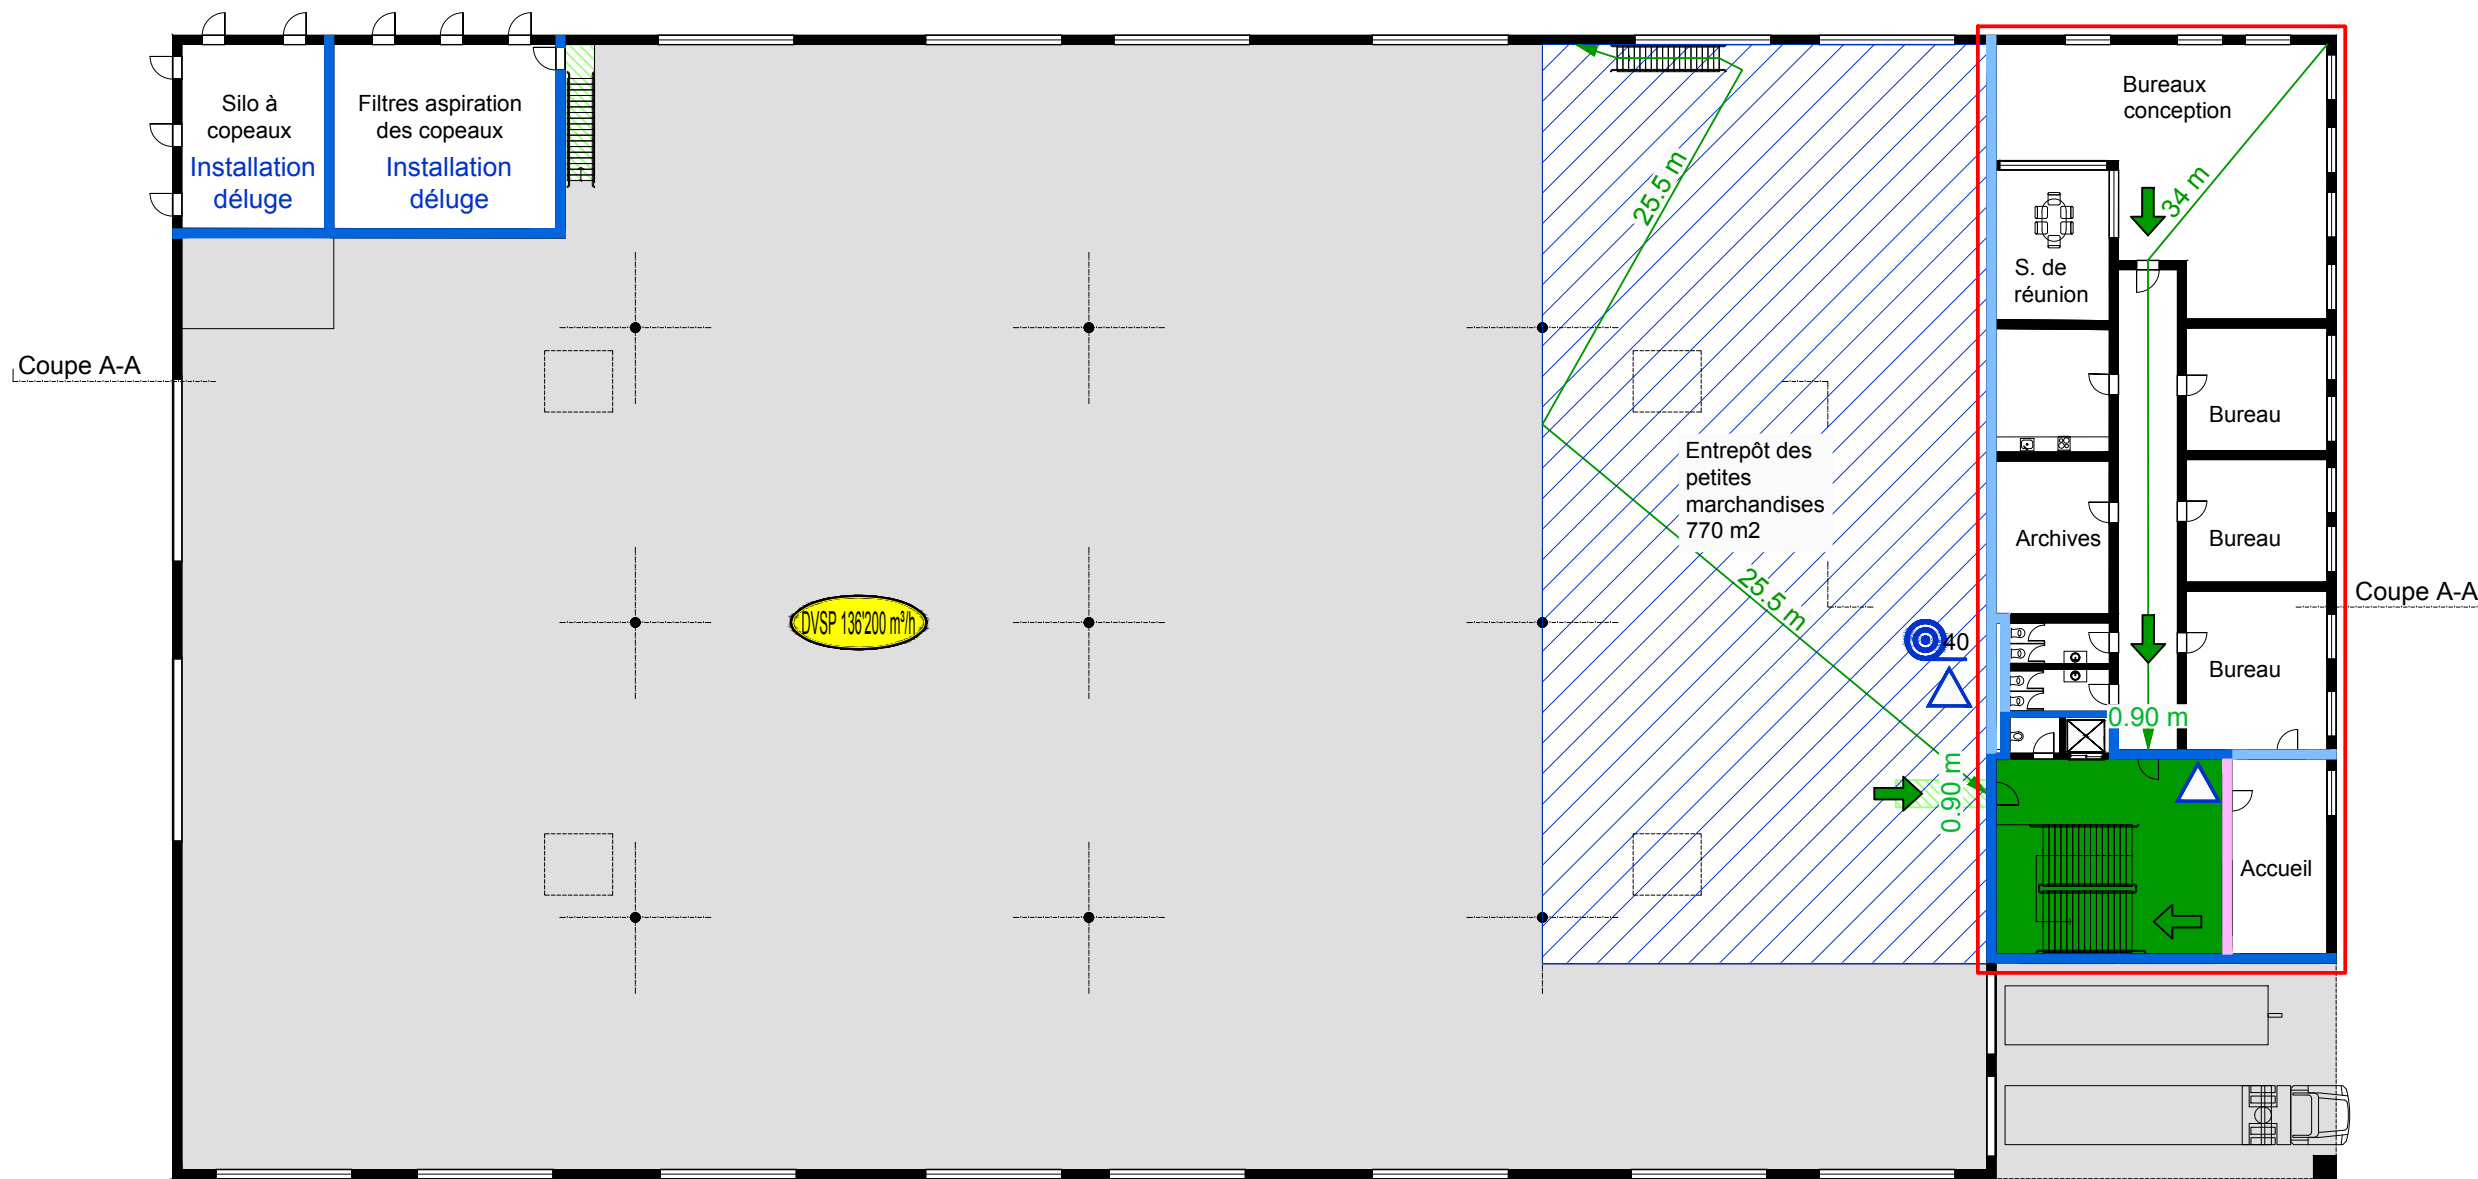 Silo à
copeaux
Installation
déluge
Filtres aspiration
des copeaux
Installation
déluge
Bureaux
conception
25.5 m
34 m
S. de
réunion
Coupe A-A
Bureau
Entrepôt des
petites
marchandises
770 m2
Archives
Bureau
25.5 m
Coupe A-A
DVSP 136'200 m³/h
40
Bureau
0.90 m
0.90 m
Accueil